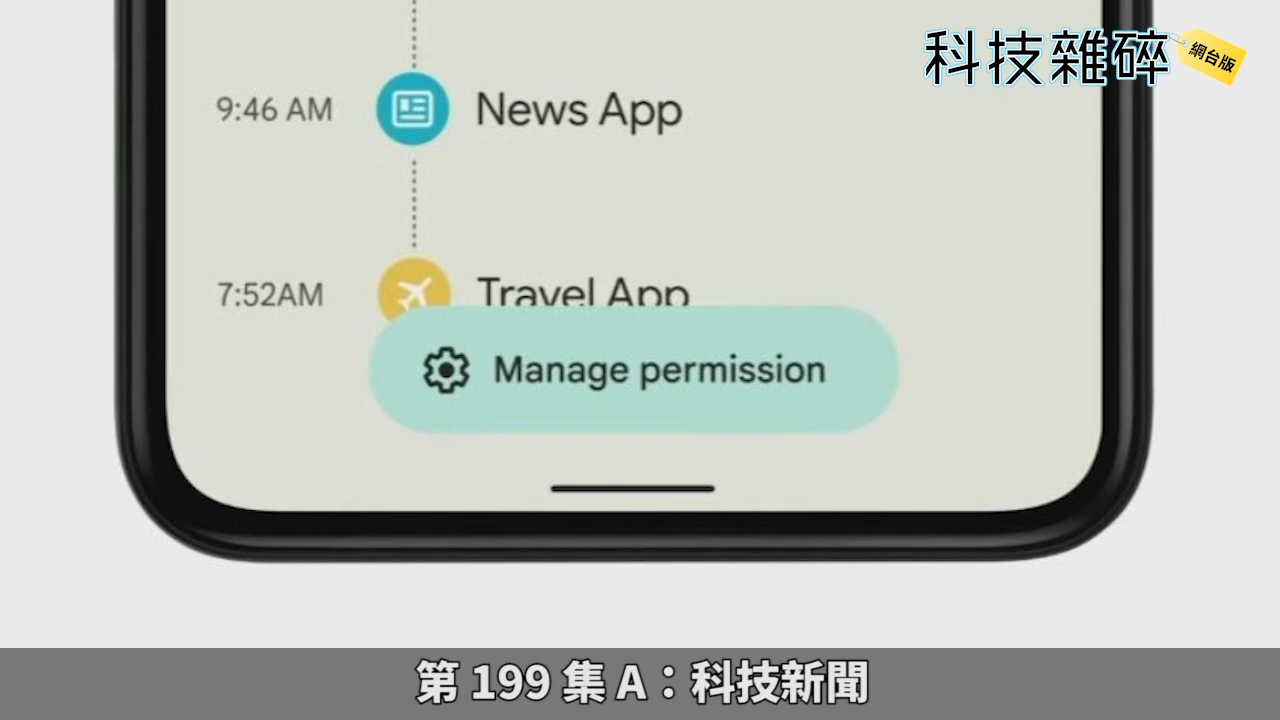 科技雜碎
網台版
9:46 AM News App
7:52AM Travel App
Manage permission
第 199 集 A：科技新聞